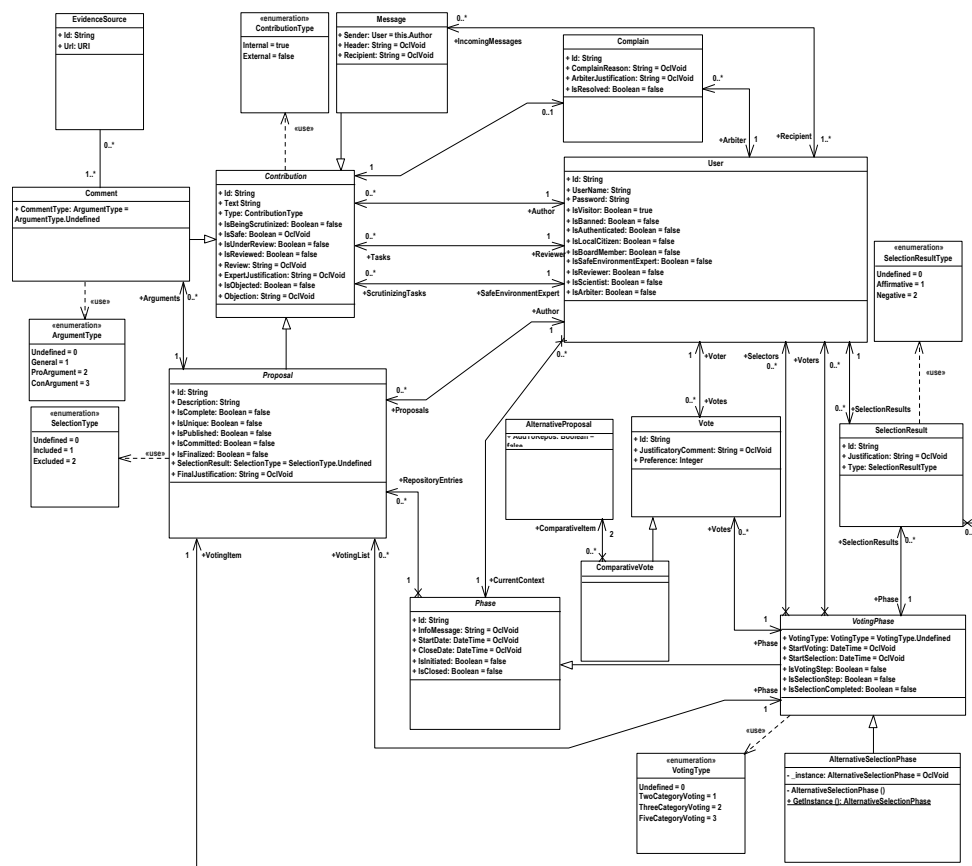 EvidenceSource
+ Id: String
+ Url: URI
«enumeration»
ContributionType
Internal = true
External = false
Message
+ Sender: User = this.Author
+ Header: String = OclVoid
+ Recipient: String = OclVoid
0..*
+IncomingMessages
Complain
+ Id: String
+ ComplainReason: String = OclVoid
+ ArbiterJustification: String = OclVoid
+ IsResolved: Boolean = false
0..*
0..1
«use»
0..*
1..*
+Arbiter
1
+Recipient
1..*
Comment
+ CommentType: ArgumentType =
ArgumentType.Undefined
Contribution
+ Id: String
+ Text String
+ Type: ContributionType
+ IsBeingScrutinized: Boolean = false
+ IsSafe: Boolean = OclVoid
+ IsUnderReview: Boolean = false
+ IsReviewed: Boolean = false
+ Review: String = OclVoid
+ ExpertJustification: String = OclVoid
+ IsObjected: Boolean = false
+ Objection: String = OclVoid
1
0..*
1
+Author
0..*
+Tasks
1
+Reviewer
0..*
+ScrutinizingTasks
1
+SafeEnvironmentExpert
User
+ Id: String
+ UserName: String
+ Password: String
+ IsVisitor: Boolean = true
+ IsBanned: Boolean = false
+ IsAuthenticated: Boolean = false
+ IsLocalCitizen: Boolean = false
+ IsBoardMember: Boolean = false
+ IsSafeEnvironmentExpert: Boolean = false
+ IsReviewer: Boolean = false
+ IsScientist: Boolean = false
+ IsArbiter: Boolean = false
«enumeration»
SelectionResultType
Undefined = 0
Affirmative = 1
Negative = 2
«use»
+Arguments
0..*
1
«enumeration»
ArgumentType
Undefined = 0
General = 1
ProArgument = 2
ConArgument = 3
+Author
1
0..*
1
+Voter
+Selectors
0..*
+Voters
0..*
1
«use»
Proposal
+ Id: String
+ Description: String
+ IsComplete: Boolean = false
+ IsUnique: Boolean = false
+ IsPublished: Boolean = false
+ IsCommitted: Boolean = false
+ IsFinalized: Boolean = false
+ SelectionResult: SelectionType = SelectionType.Undefined
+ FinalJustification: String = OclVoid
0..*
+Proposals
«enumeration»
SelectionType
Undefined = 0
Included = 1
Excluded = 2
«use»
+Votes
0..*
0..*
+SelectionResults
AlternativeProposal
+ AddToRepos: Boolean =
false
Vote
+ Id: String
+ JustificatoryComment: String = OclVoid
+ Preference: Integer
SelectionResult
+ Id: String
+ Justification: String = OclVoid
+ Type: SelectionResultType
+RepositoryEntries
0..*
+ComparativeItem
2
+Votes
0..*
+SelectionResults
0..*
1
+VotingItem
+VotingList
0..*
0..*
ComparativeVote
1
1
+CurrentContext
+Phase
1
Phase
+ Id: String
+ InfoMessage: String = OclVoid
+ StartDate: DateTime = OclVoid
+ CloseDate: DateTime = OclVoid
+ IsInitiated: Boolean = false
+ IsClosed: Boolean = false
1
+Phase
VotingPhase
+ VotingType: VotingType = VotingType.Undefined
+ StartVoting: DateTime = OclVoid
+ StartSelection: DateTime = OclVoid
+ IsVotingStep: Boolean = false
+ IsSelectionStep: Boolean = false
+ IsSelectionCompleted: Boolean = false
+Phase
1
«use»
«enumeration»
VotingType
Undefined = 0
TwoCategoryVoting = 1
ThreeCategoryVoting = 2
FiveCategoryVoting = 3
AlternativeSelectionPhase
- _instance: AlternativeSelectionPhase = OclVoid
- AlternativeSelectionPhase ()
+ GetInstance (): AlternativeSelectionPhase